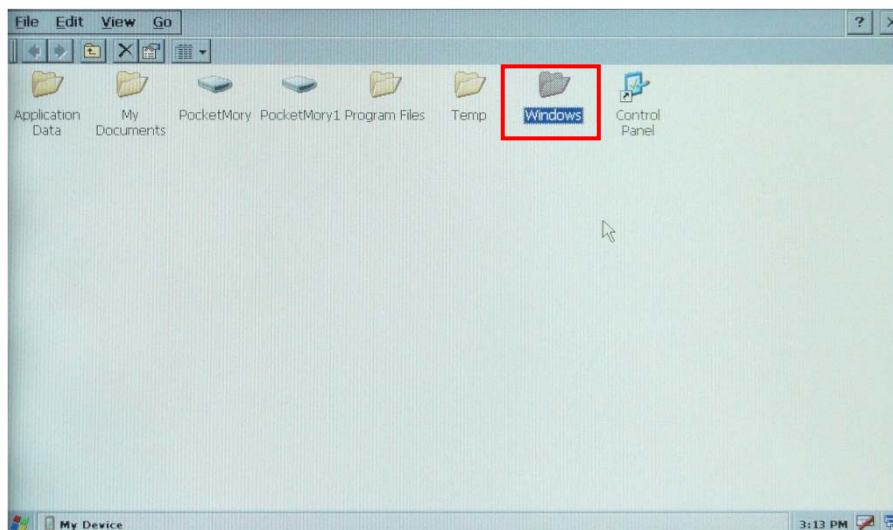 File Edit View Go
?
Application Data
My Documents
PocketMory
PocketMory1
Program Files
Temp
Windows
Control Panel
My Device
3:13 PM